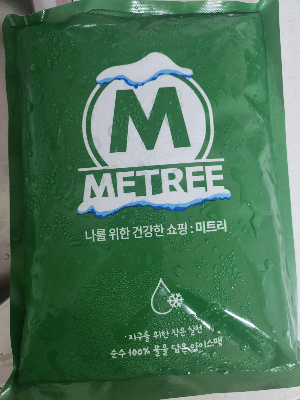 M
METREE
나를 위한 건강한 쇼핑 : 미트리
· 지구를 위한 작은 실천 ·
순수 100% 물을 담은 아이스팩